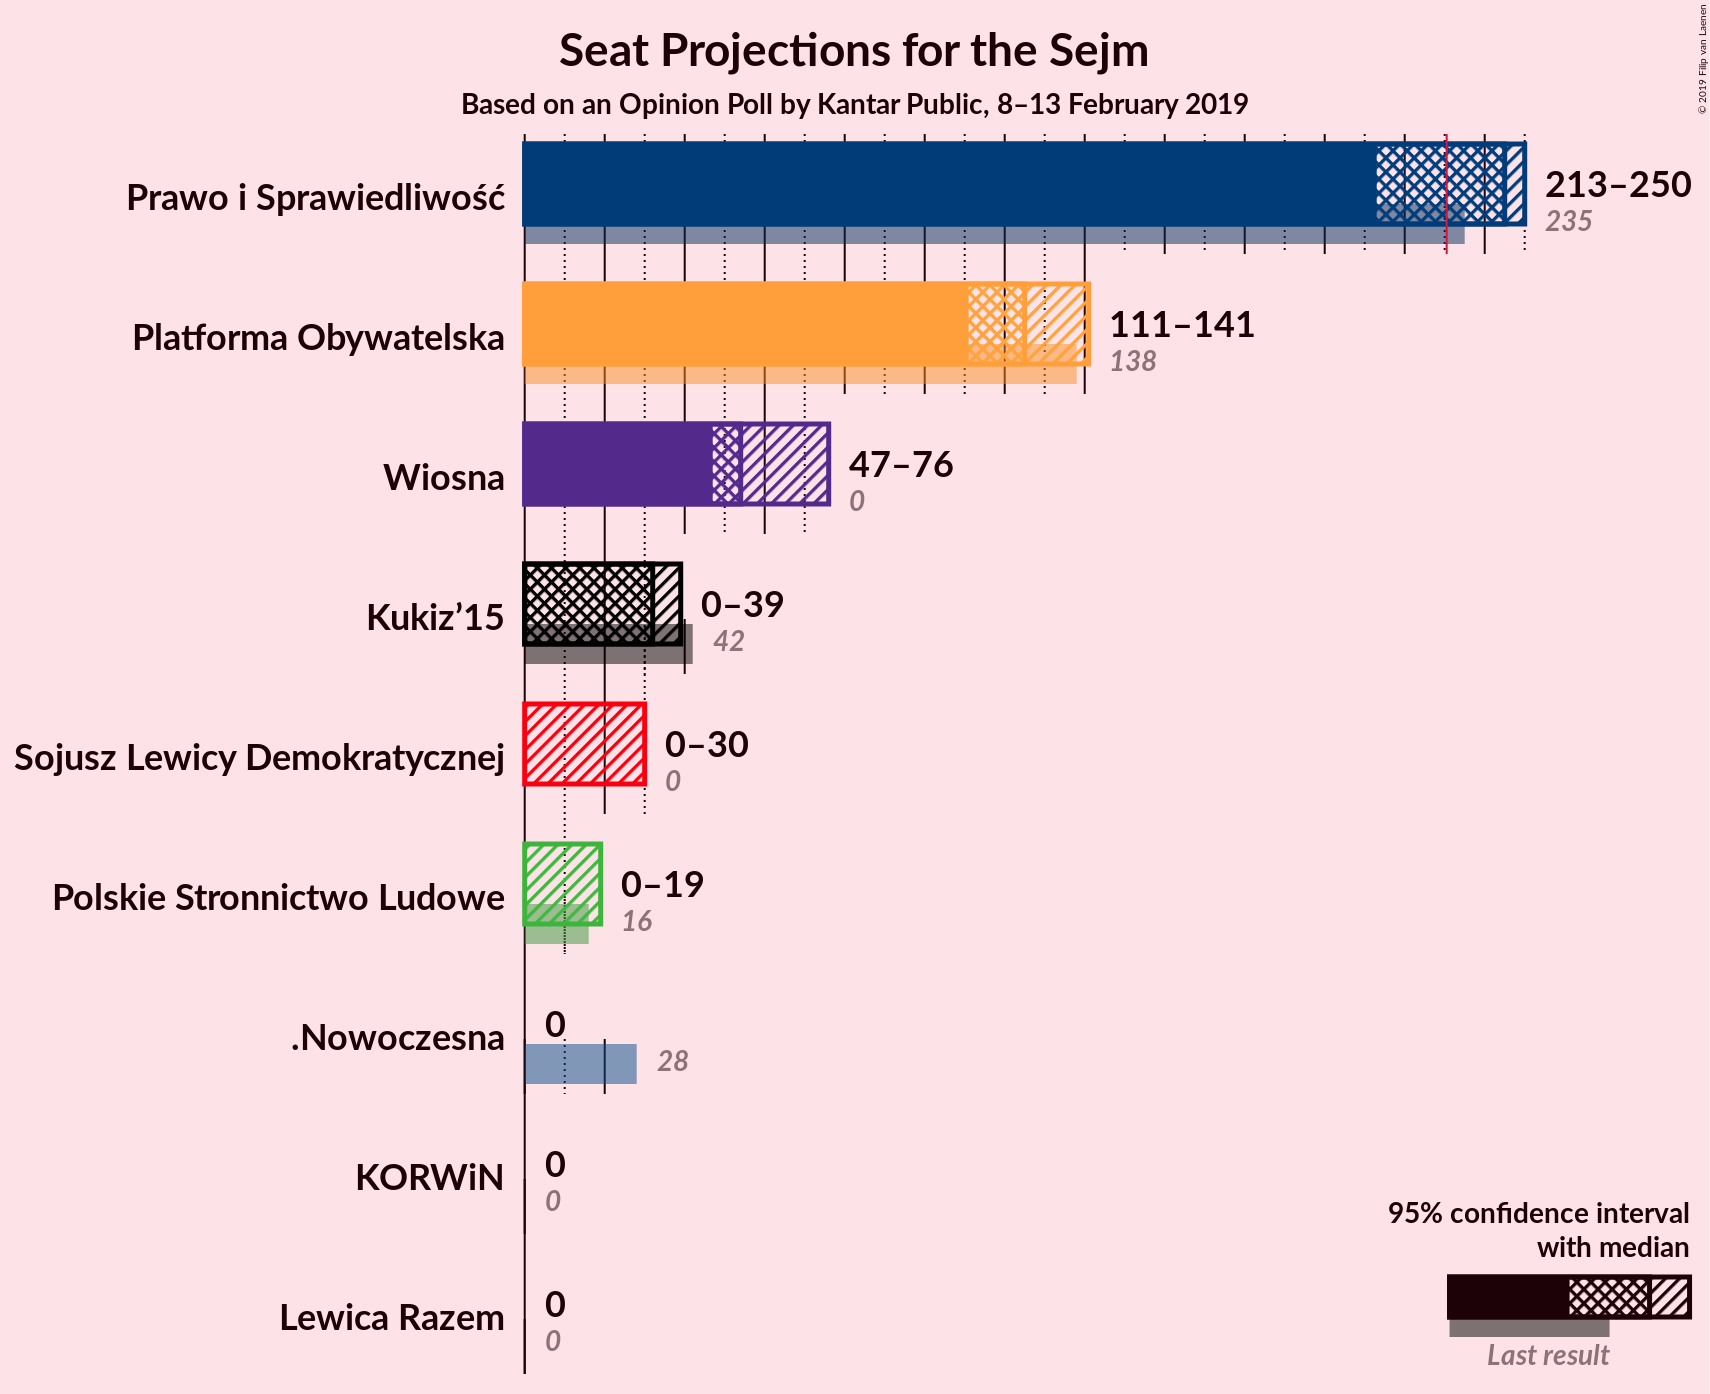 Seat Projections for the Sejm
Based on an Opinion Poll by Kantar Public, 8–13 February 2019
© 2019 Filip van Laenen
Prawo i Sprawiedliwość
213–250
235
Platforma Obywatelska
111–141
138
Wiosna
47–76
0
Kukiz’15
0–39
42
Sojusz Lewicy Demokratycznej
0–30
0
Polskie Stronnictwo Ludowe
0–19
16
.Nowoczesna
0
28
KORWiN
0
0
Lewica Razem
0
0
95% confidence interval
with median
Last result